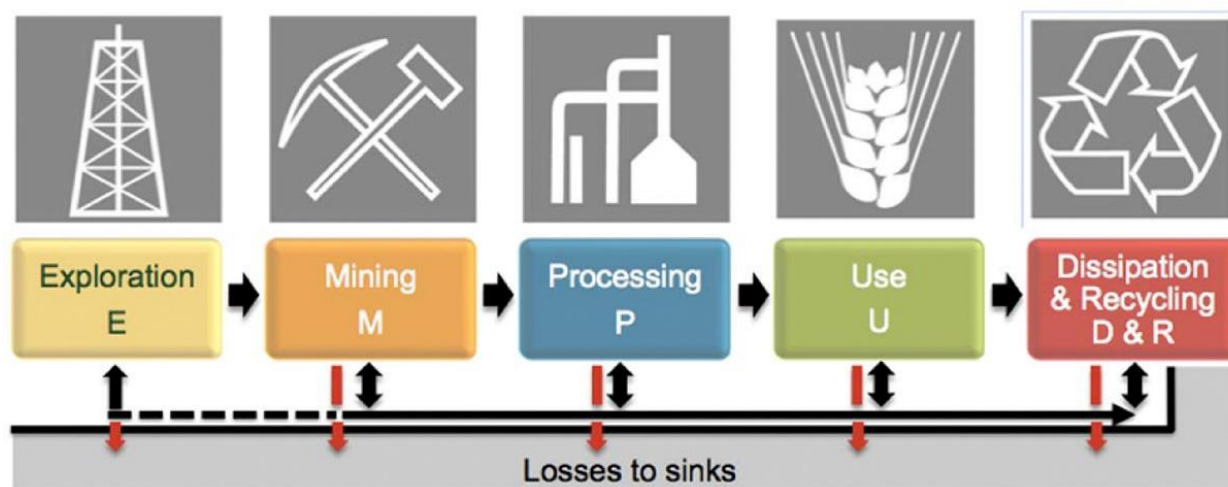 Exploration
E
Mining
M
Processing
P
Use
U
Dissipation
& Recycling
D & R
Losses to sinks